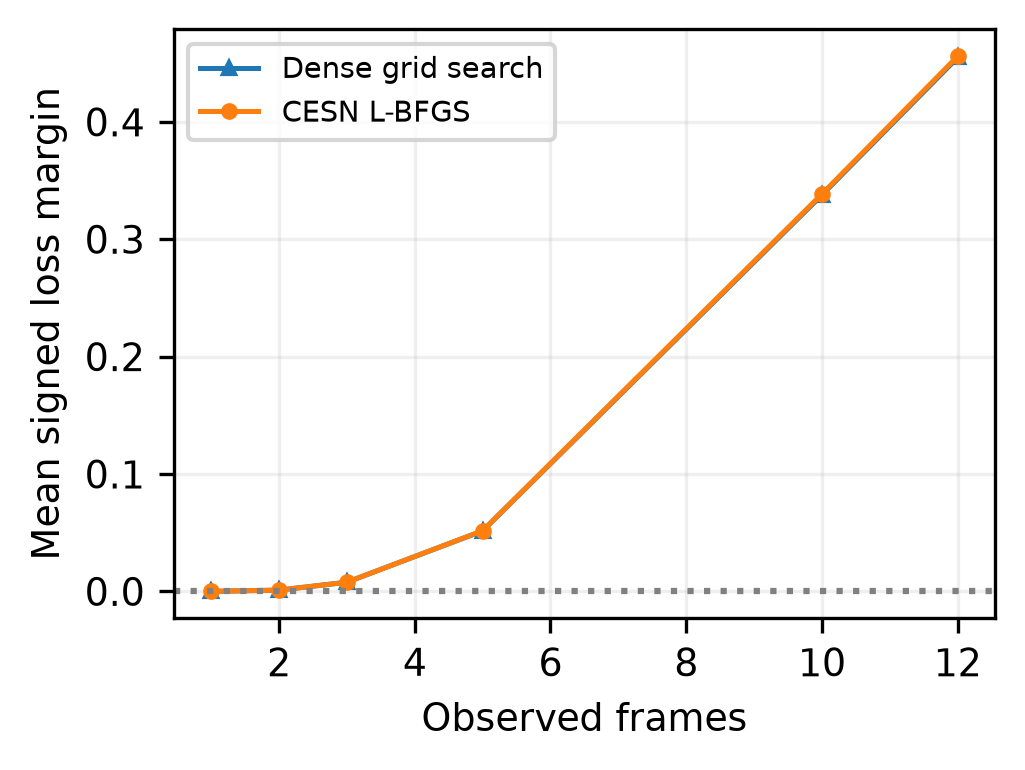 Dense grid search
CESN L-BFGS
Mean signed loss margin
0.4
0.3
0.2
0.1
0.0
2 4 6 8 10 12
Observed frames